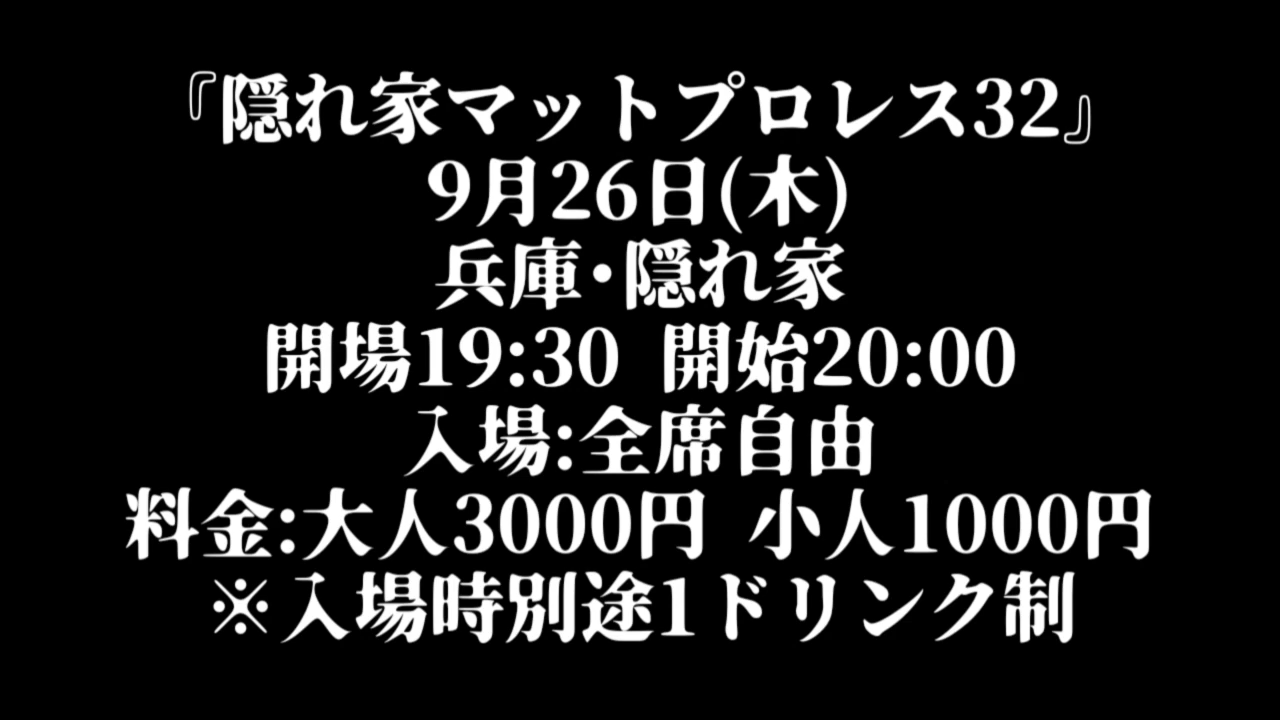 『隠れ家マットプロレス32』
9月26日(木)
兵庫・隠れ家
開場19:30 開始20:00
入場:全席自由
料金:大人3000円 小人1000円
※入場時別途1ドリンク制